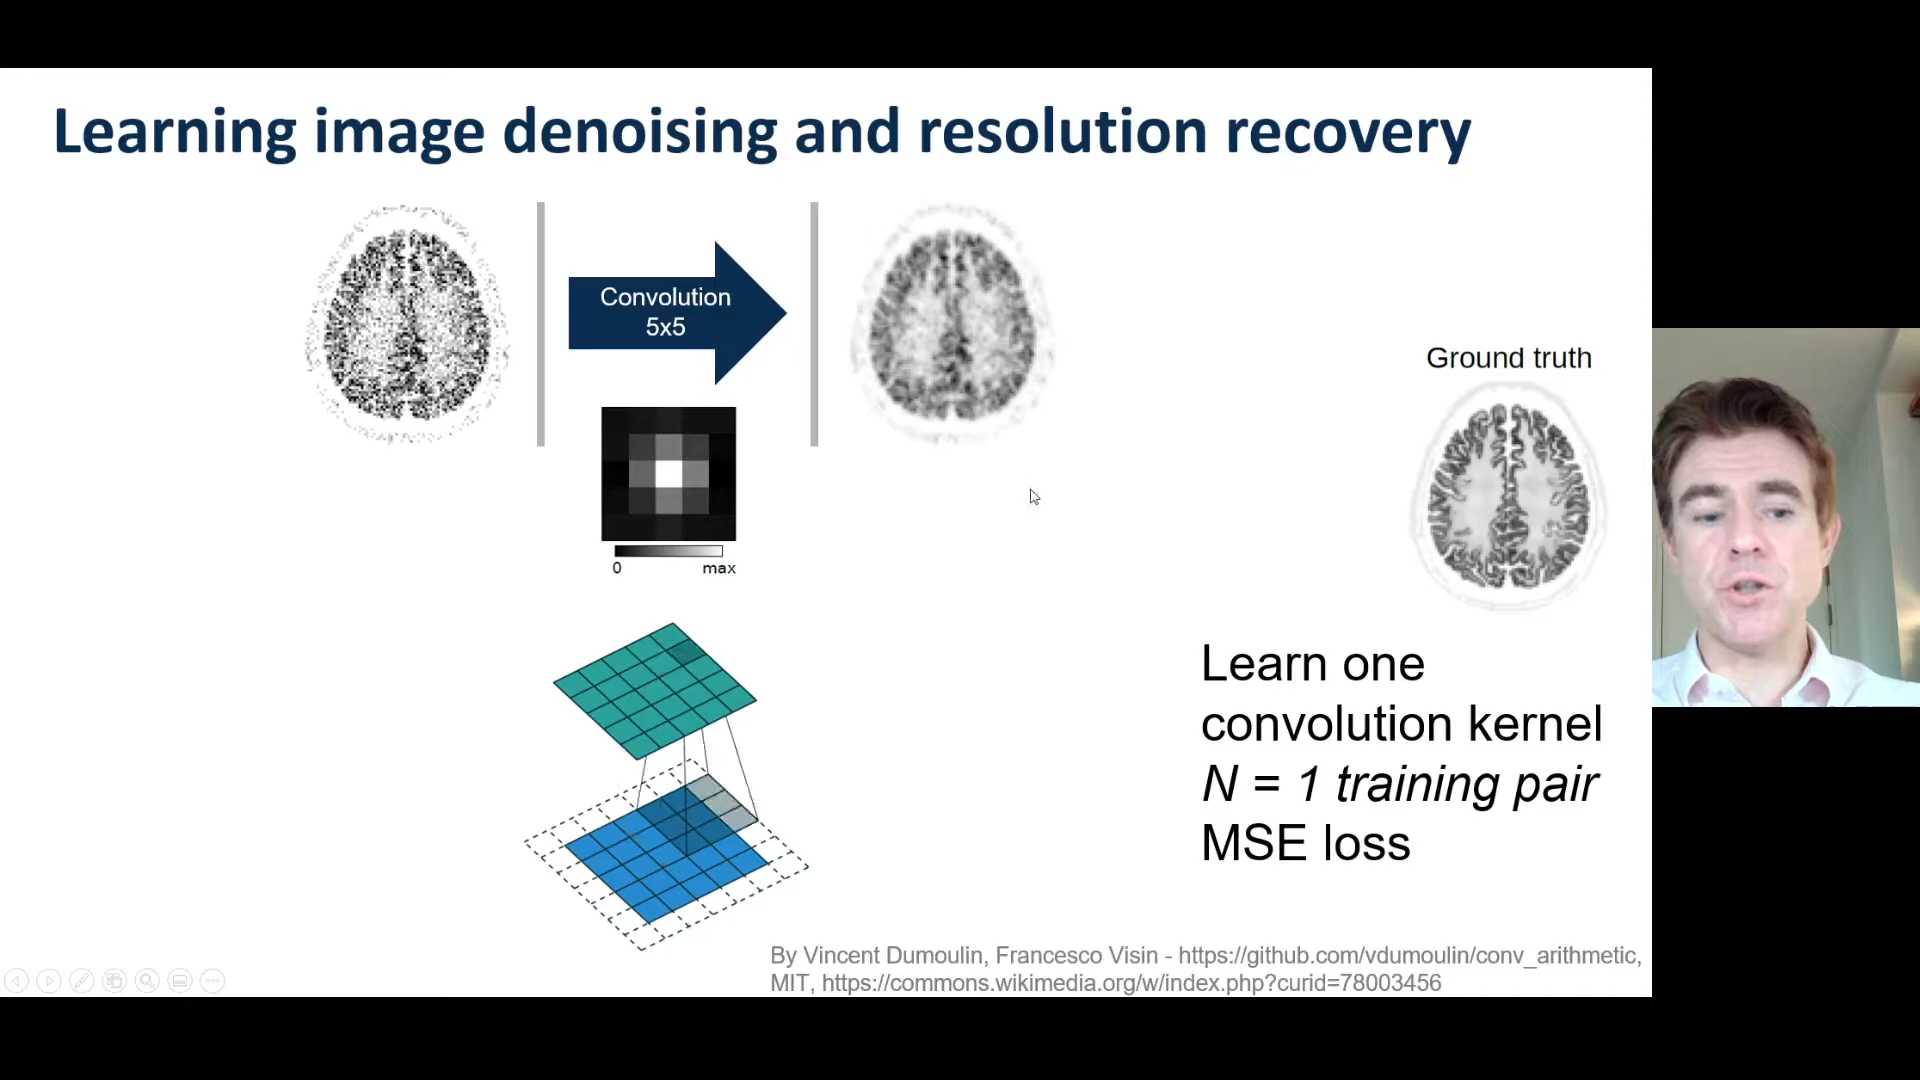 Learning image denoising and resolution recovery
Convolution
5x5
0 max
Ground truth
Learn one
convolution kernel
N = 1 training pair
MSE loss
By Vincent Dumoulin, Francesco Visin - https://github.com/vdumoulin/conv_arithmetic,
MIT, https://commons.wikimedia.org/w/index.php?curid=78003456